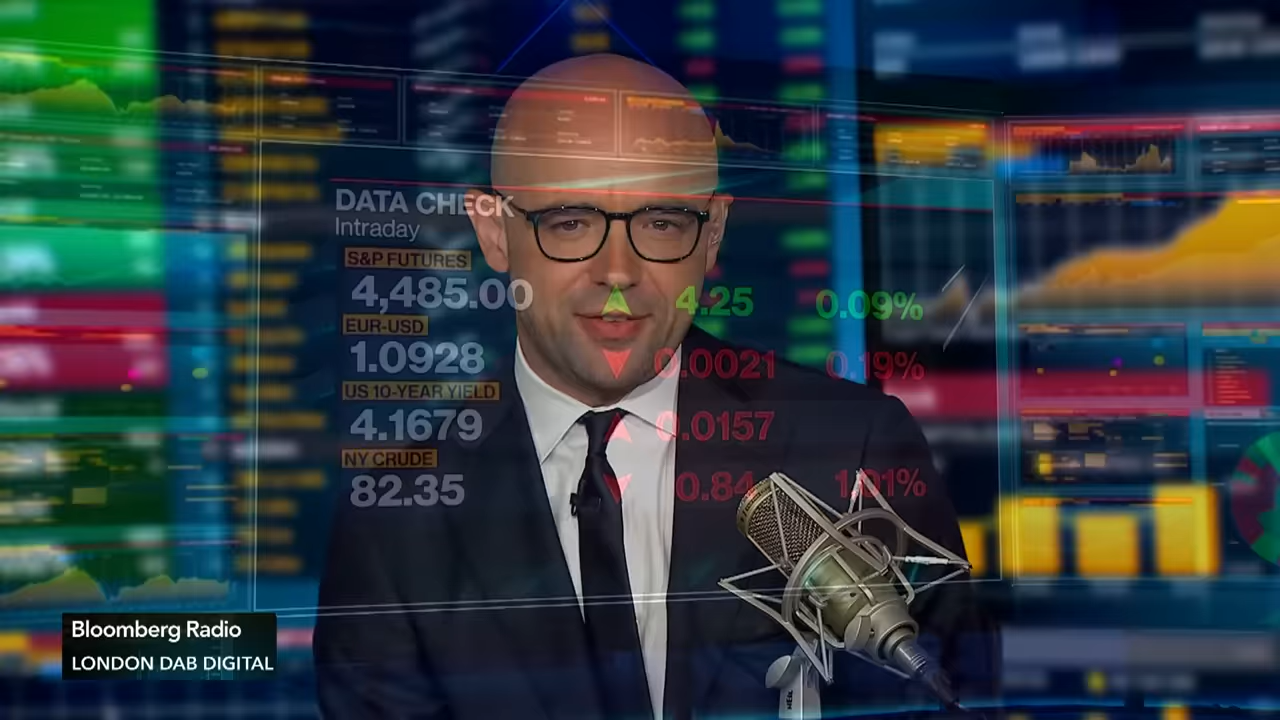 DATA CHECK
Intraday
S&P FUTURES
4,485.00 4.25 0.09%
EUR-USD
1.0928 0.0021 0.19%
US 10-YEAR YIELD
4.1679 0.0157
NY CRUDE
82.35 0.84 1.01%
Bloomberg Radio
LONDON DAB DIGITAL